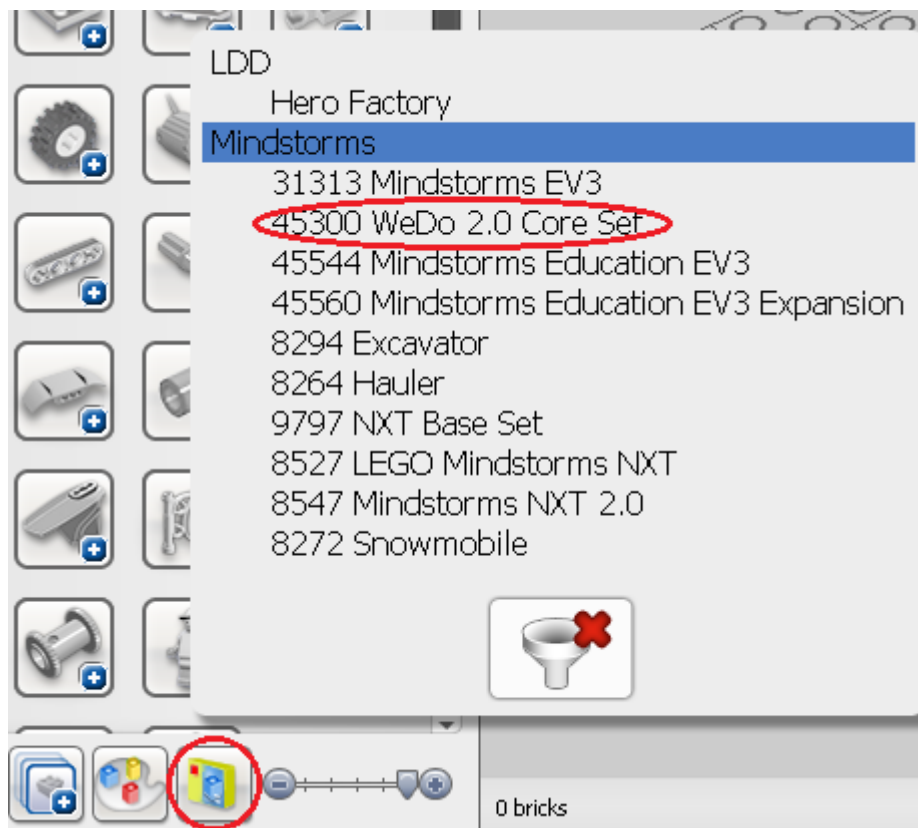 LDD
Hero Factory
Mindstorms
31313 Mindstorms EV3
45300 WeDo 2.0 Core Set
45544 Mindstorms Education EV3
45560 Mindstorms Education EV3 Expansion
8294 Excavator
8264 Hauler
9797 NXT Base Set
8527 LEGO Mindstorms NXT
8547 Mindstorms NXT 2.0
8272 Snowmobile
0 bricks